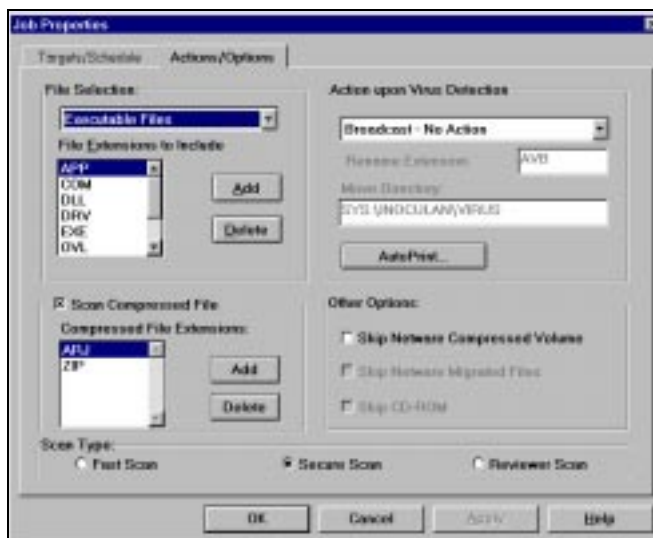 Job Properties
Targets/Schedule
Actions/Options
File Selection:
Executable Files
File Extensions to Include
APP
COM
DLL
DRV
EXE
OVL
Add
Delete
Action upon Virus Detection
Broadcast - No Action
Rename Extension:
AVB
Move Directory:
SYS:\INOCULAN\VIRUS
AutoPrint...
Scan Compressed File
Compressed File Extensions:
ARJ
ZIP
Add
Delete
Other Options:
Skip Netware Compressed Volume
Skip Netware Migrated Files
Skip CD-ROM
Scan Type:
Fast Scan
Secure Scan
Reviewer Scan
OK
Cancel
Apply
Help